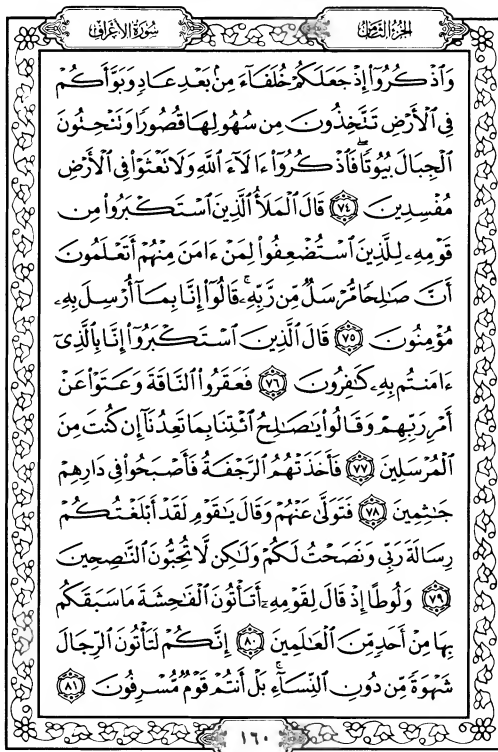 الجزء الثامن
سورة الأعراف
وَٱذۡكُرُوٓاْ إِذۡ جَعَلَكُمۡ خُلَفَآءَ مِنۢ بَعۡدِ عَادٖ وَبَوَّأَكُمۡ
فِي ٱلۡأَرۡضِ تَتَّخِذُونَ مِن سُهُولِهَا قُصُورٗا وَتَنۡحِتُونَ
ٱلۡجِبَالَ بُيُوتٗاۖ فَٱذۡكُرُوٓاْ ءَالَآءَ ٱللَّهِ وَلَا تَعۡثَوۡاْ فِي ٱلۡأَرۡضِ
مُفۡسِدِينَ ٧٤ قَالَ ٱلۡمَلَأُ ٱلَّذِينَ ٱسۡتَكۡبَرُواْ مِن
قَوۡمِهِۦ لِلَّذِينَ ٱسۡتُضۡعِفُواْ لِمَنۡ ءَامَنَ مِنۡهُمۡ أَتَعۡلَمُونَ
أَنَّ صَٰلِحٗا مُّرۡسَلٞ مِّن رَّبِّهِۦۚ قَالُوٓاْ إِنَّا بِمَآ أُرۡسِلَ بِهِۦ
مُؤۡمِنُونَ ٧٥ قَالَ ٱلَّذِينَ ٱسۡتَكۡبَرُوٓاْ إِنَّا بِٱلَّذِيٓ
ءَامَنتُم بِهِۦ كَٰفِرُونَ ٧٦ فَعَقَرُواْ ٱلنَّاقَةَ وَعَتَوۡاْ عَنۡ
أَمۡرِ رَبِّهِمۡ وَقَالُواْ يَٰصَٰلِحُ ٱئۡتِنَا بِمَا تَعِدُنَآ إِن كُنتَ مِنَ
ٱلۡمُرۡسَلِينَ ٧٧ فَأَخَذَتۡهُمُ ٱلرَّجۡفَةُ فَأَصۡبَحُواْ فِي دَارِهِمۡ
جَٰثِمِينَ ٧٨ فَتَوَلَّىٰ عَنۡهُمۡ وَقَالَ يَٰقَوۡمِ لَقَدۡ أَبۡلَغۡتُكُمۡ
رِسَالَةَ رَبِّي وَنَصَحۡتُ لَكُمۡ وَلَٰكِن لَّا تُحِبُّونَ ٱلنَّٰصِحِينَ
٧٩ وَلُوطًا إِذۡ قَالَ لِقَوۡمِهِۦٓ أَتَأۡتُونَ ٱلۡفَٰحِشَةَ مَا سَبَقَكُم
بِهَا مِنۡ أَحَدٖ مِّنَ ٱلۡعَٰلَمِينَ ٨٠ إِنَّكُمۡ لَتَأۡتُونَ ٱلرِّجَالَ
شَهۡوَةٗ مِّن دُونِ ٱلنِّسَآءِۚ بَلۡ أَنتُمۡ قَوۡمٞ مُّسۡرِفُونَ ٨١
١٦٠